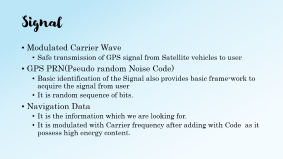 Signal
• Modulated Carrier Wave
• Safe transmission of GPS signal from Satellite vehicles to user
• GPS PRN(Pseudo random Noise Code)
• Basic identification of the Signal also provides basic frame-work to
acquire the signal from user
• It is random sequence of bits.
• Navigation Data
• It is the information which we are looking for.
• It is modulated with Carrier frequency after adding with Code as it
possess high energy content.